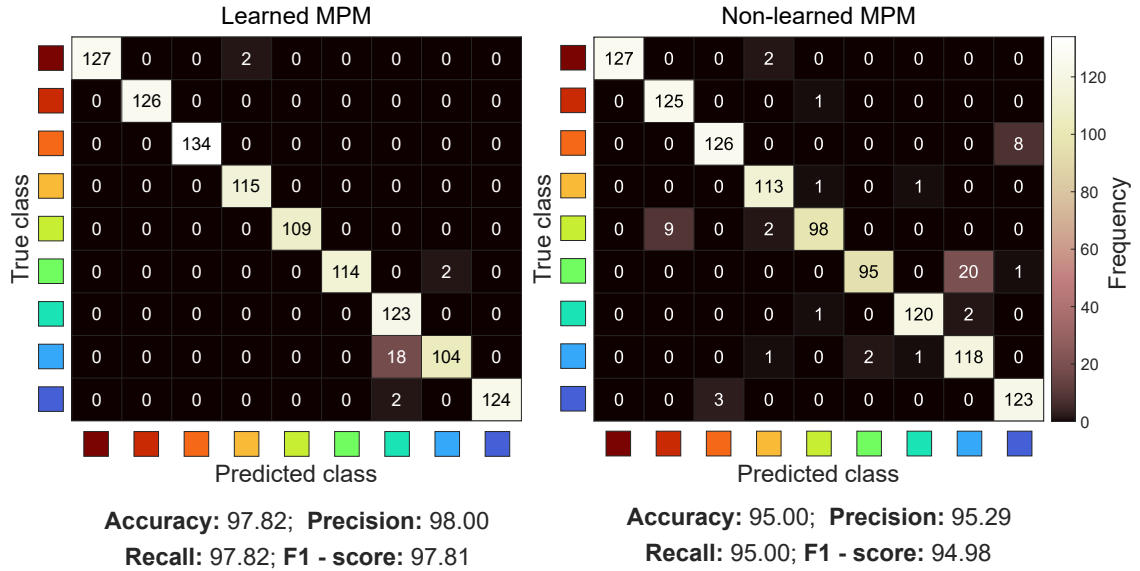 Learned MPM
Non-learned MPM
True class
127 0 0 2 0 0 0 0 0
0 126 0 0 0 0 0 0 0
0 0 134 0 0 0 0 0 0
0 0 0 115 0 0 0 0 0
0 0 0 0 109 0 0 0 0
0 0 0 0 0 114 0 2 0
0 0 0 0 0 0 123 0 0
0 0 0 0 0 0 18 104 0
0 0 0 0 0 0 2 0 124
Predicted class
True class
127 0 0 2 0 0 0 0 0
0 125 0 0 1 0 0 0 0
0 0 126 0 0 0 0 0 8
0 0 0 113 1 0 1 0 0
0 9 0 2 98 0 0 0 0
0 0 0 0 0 95 0 20 1
0 0 0 0 1 0 120 2 0
0 0 0 1 0 2 1 118 0
0 0 3 0 0 0 0 0 123
Predicted class
120
100
80
60
40
20
0
Frequency
Accuracy: 97.82; Precision: 98.00
Recall: 97.82; F1 - score: 97.81
Accuracy: 95.00; Precision: 95.29
Recall: 95.00; F1 - score: 94.98